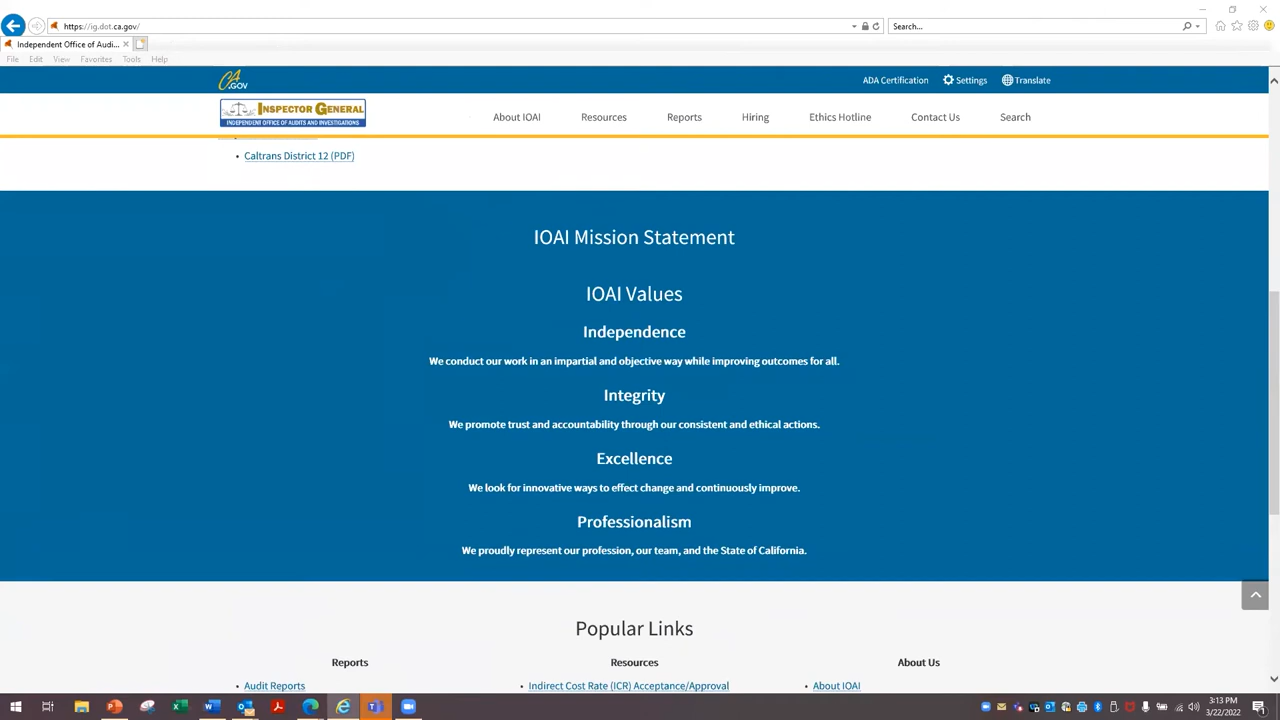 https://ig.dot.ca.gov/
Search...
Independent Office of Audi...
File Edit View Favorites Tools Help
CA.GOV
ADA Certification Settings Translate
INSPECTOR GENERAL
INDEPENDENT OFFICE OF AUDITS AND INVESTIGATIONS
About IOAI Resources Reports Hiring Ethics Hotline Contact Us Search
• Caltrans District 12 (PDF)
IOAI Mission Statement
IOAI Values
Independence
We conduct our work in an impartial and objective way while improving outcomes for all.
Integrity
We promote trust and accountability through our consistent and ethical actions.
Excellence
We look for innovative ways to effect change and continuously improve.
Professionalism
We proudly represent our profession, our team, and the State of California.
Popular Links
Reports Resources About Us
• Audit Reports • Indirect Cost Rate (ICR) Acceptance/Approval • About IOAI
3:13 PM
3/22/2022